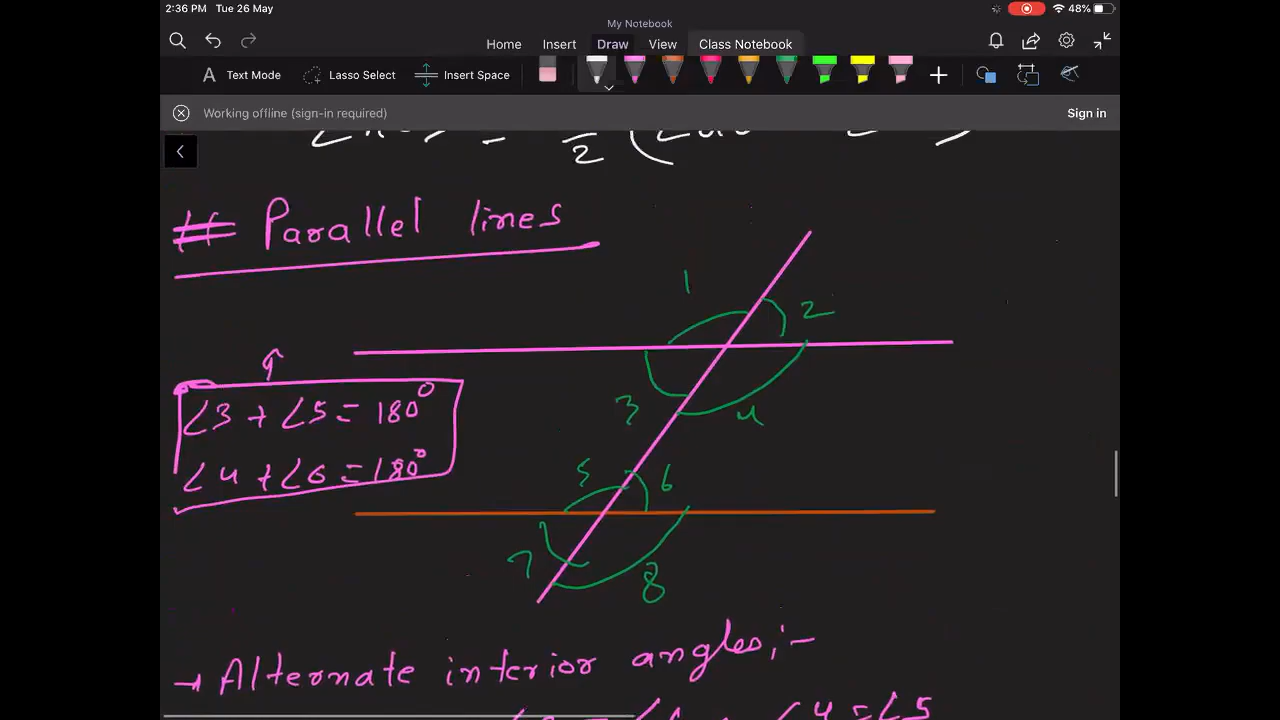 2:36 PM Tue 26 May
48%
My Notebook
Home Insert Draw View Class Notebook
Text Mode Lasso Select Insert Space
Working offline (sign-in required) Sign in
# Parallel lines
1
2
∠3 + ∠5 = 180°
3
4
∠4 + ∠6 = 180°
5
6
7
8
→ Alternate interior angles;-
∠4 = ∠5